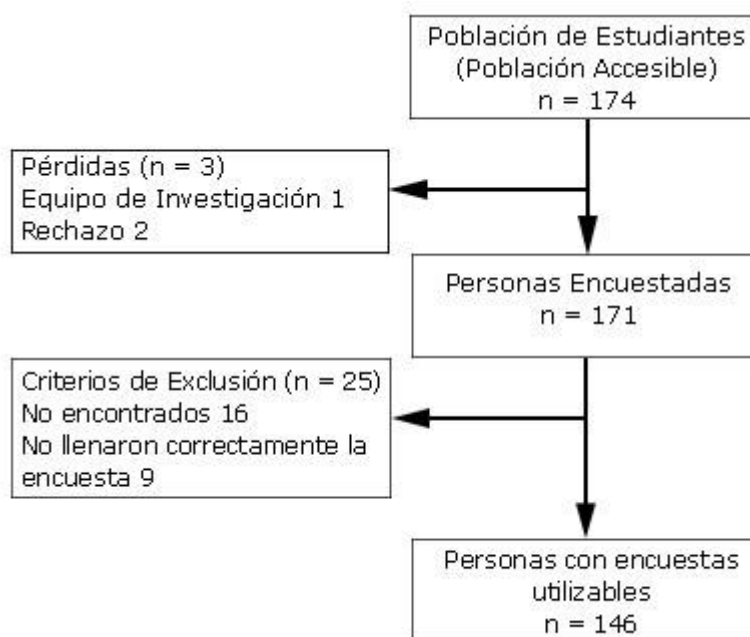 Población de Estudiantes
(Población Accesible)
n = 174
Pérdidas (n = 3)
Equipo de Investigación 1
Rechazo 2
Personas Encuestadas
n = 171
Criterios de Exclusión (n = 25)
No encontrados 16
No llenaron correctamente la
encuesta 9
Personas con encuestas
utilizables
n = 146